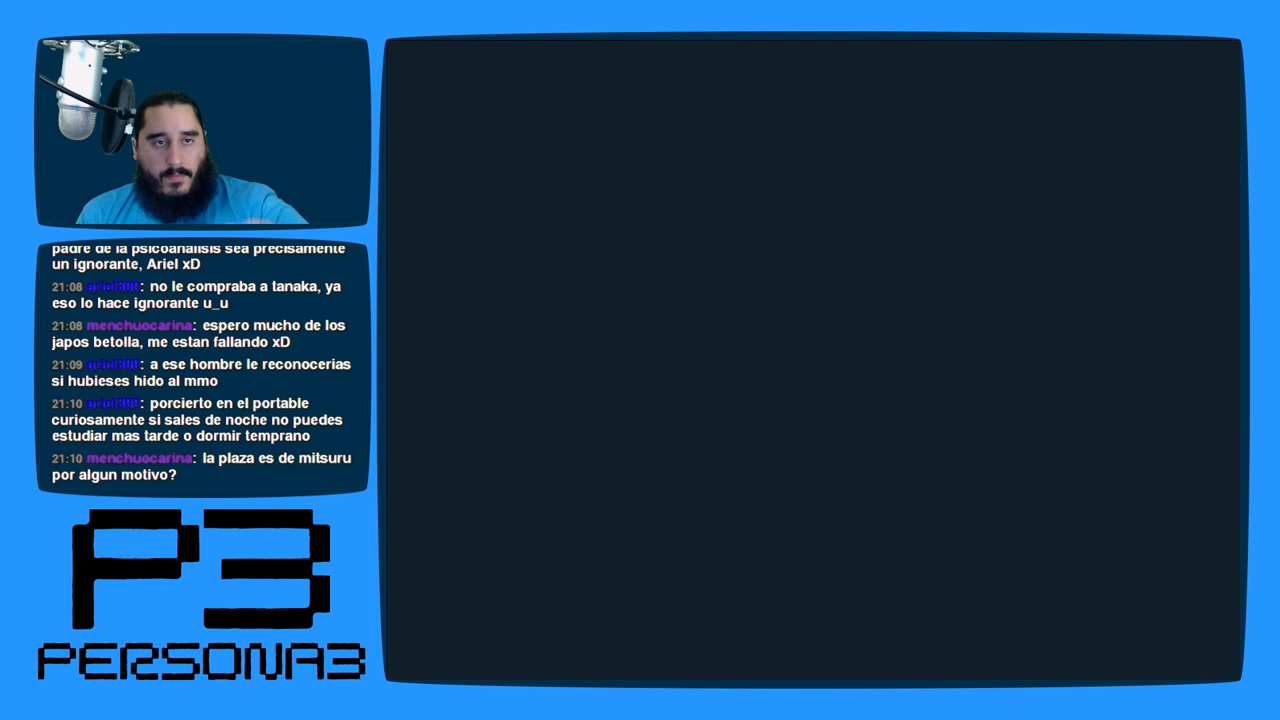 padre de la psicoanalisis sea precisamente
un ignorante, Ariel xD
21:08 ariel300: no le compraba a tanaka, ya
eso lo hace ignorante u_u
21:08 menchuocarina: espero mucho de los
japos betolla, me estan fallando xD
21:09 ariel300: a ese hombre le reconocerias
si hubieses hido al mmo
21:10 ariel300: porcierto en el portable
curiosamente si sales de noche no puedes
estudiar mas tarde o dormir temprano
21:10 menchuocarina: la plaza es de mitsuru
por algun motivo?
P3
PERSONA3